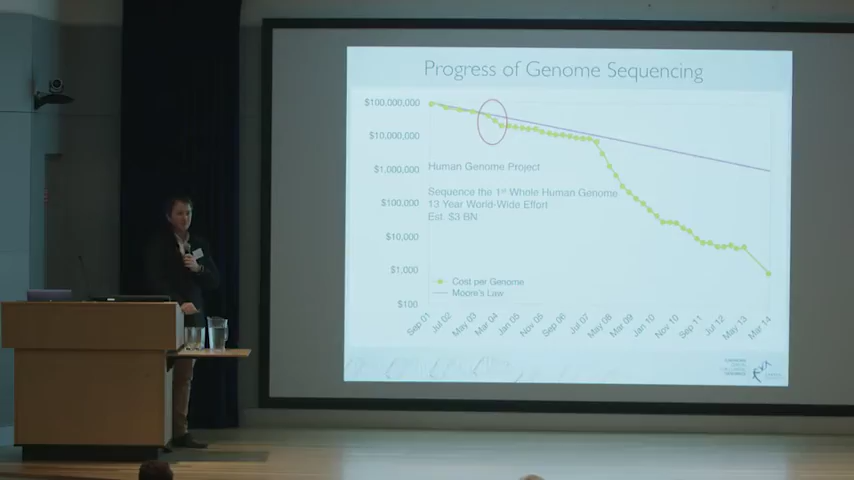 Progress of Genome Sequencing
$100,000,000
$10,000,000
$1,000,000
$100,000
$10,000
$1,000
$100
Human Genome Project
Sequence the 1st Whole Human Genome
13 Year World-Wide Effort
Est. $3 BN
Cost per Genome
Moore's Law
Sep 01
Jul 02
May 03
Mar 04
Jan 05
Nov 05
Sep 06
Jul 07
May 08
Mar 09
Jan 10
Nov 10
Sep 11
Jul 12
May 13
Mar 14